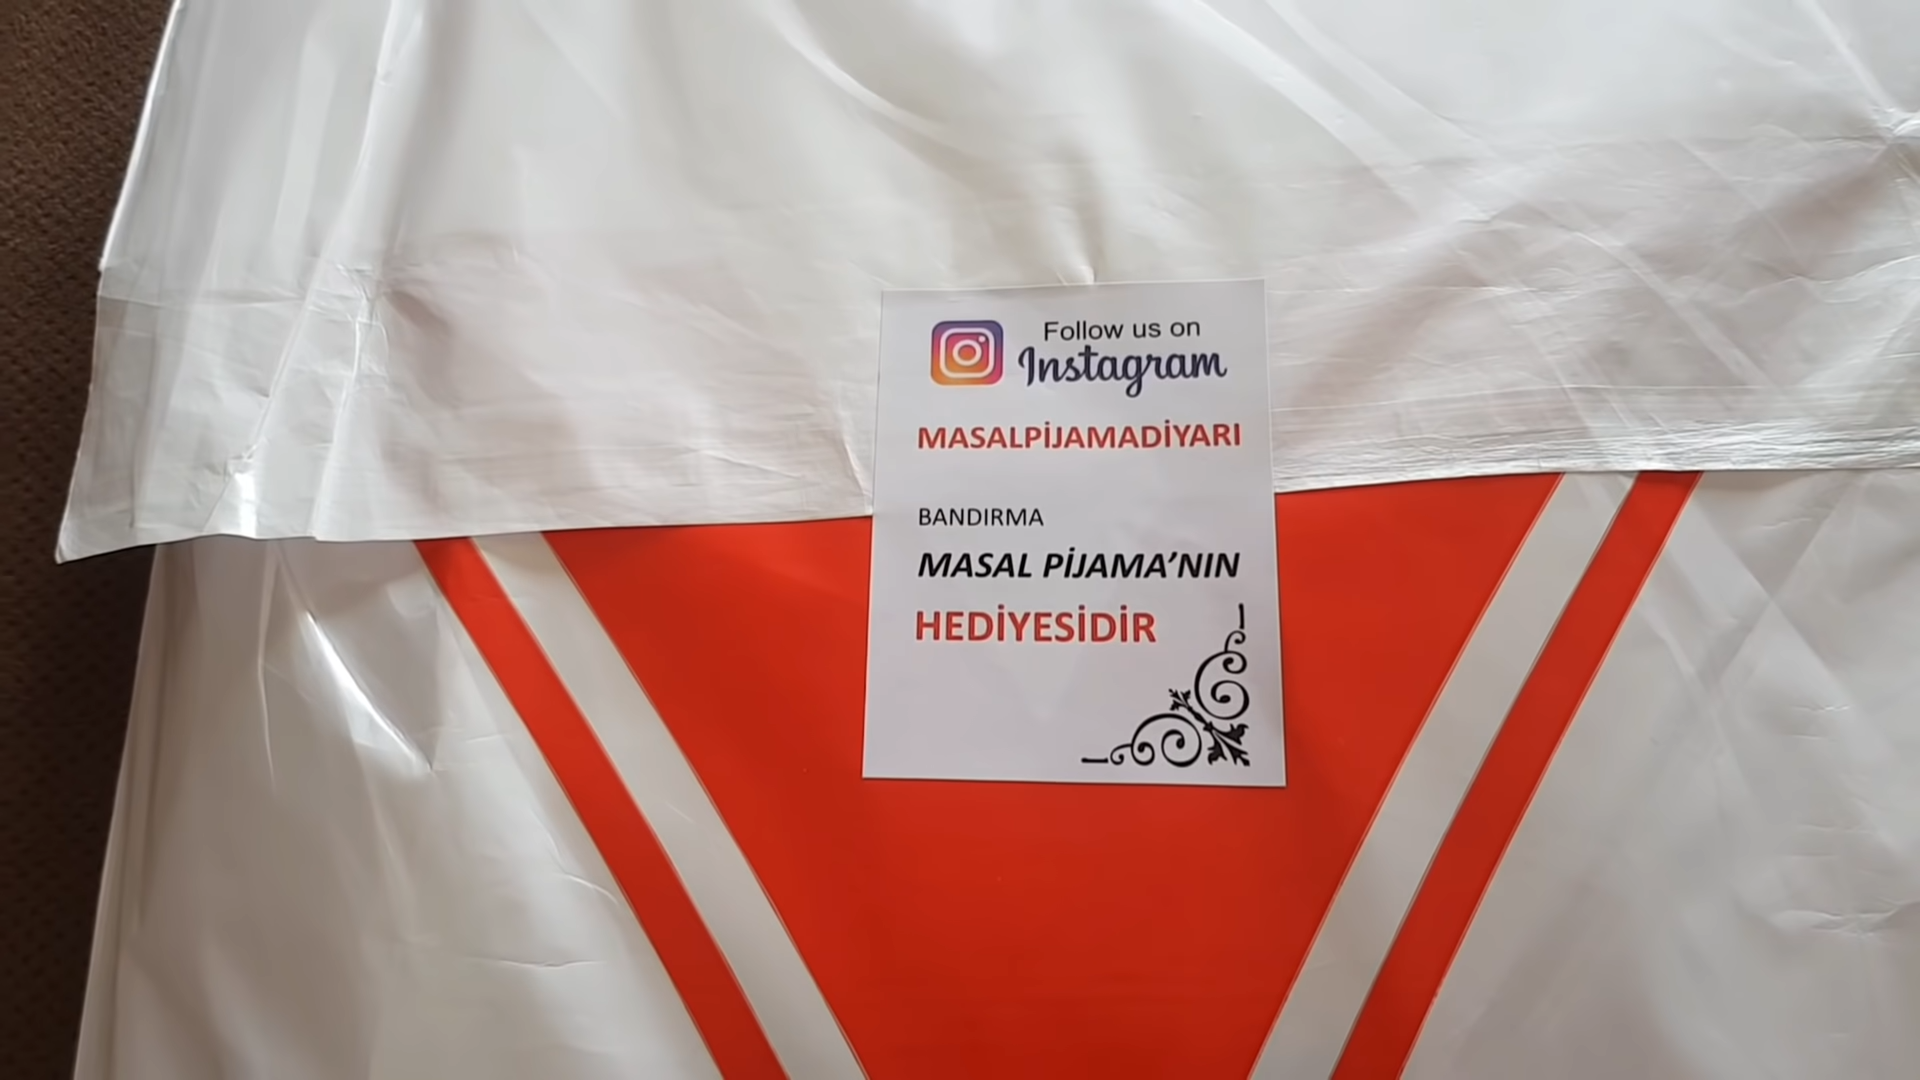 Follow us on
Instagram
MASALPİJAMADİYARI
BANDIRMA
MASAL PİJAMA’NIN
HEDİYESİDİR